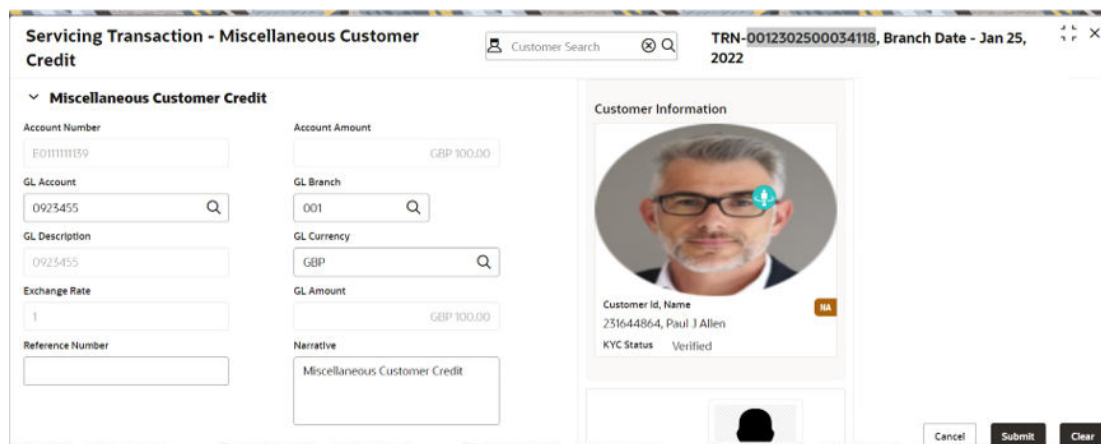 Servicing Transaction - Miscellaneous Customer
Credit
Customer Search
TRN-0012302500034118, Branch Date - Jan 25,
2022
Miscellaneous Customer Credit
Account Number
Account Amount
E0111111139
GBP 100.00
GL Account
GL Branch
0923455
001
GL Description
GL Currency
0923455
GBP
Exchange Rate
GL Amount
1
GBP 100.00
Reference Number
Narrative
Miscellaneous Customer Credit
Customer Information
Customer Id, Name
NA
231644864, Paul J Allen
KYC Status Verified
Cancel
Submit
Clear